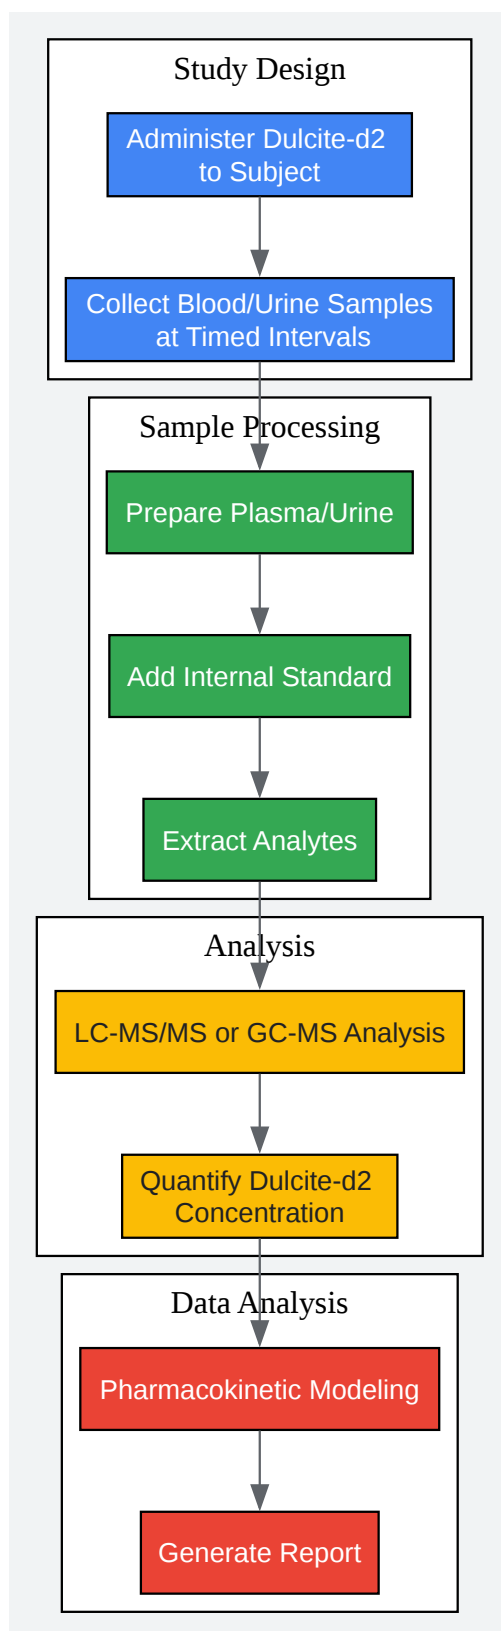 Study Design
Administer Dulcite-d2
to Subject
Collect Blood/Urine Samples
at Timed Intervals
Sample Processing
Prepare Plasma/Urine
Add Internal Standard
Extract Analytes
Analysis
LC-MS/MS or GC-MS Analysis
Quantify Dulcite-d2
Concentration
Data Analysis
Pharmacokinetic Modeling
Generate Report